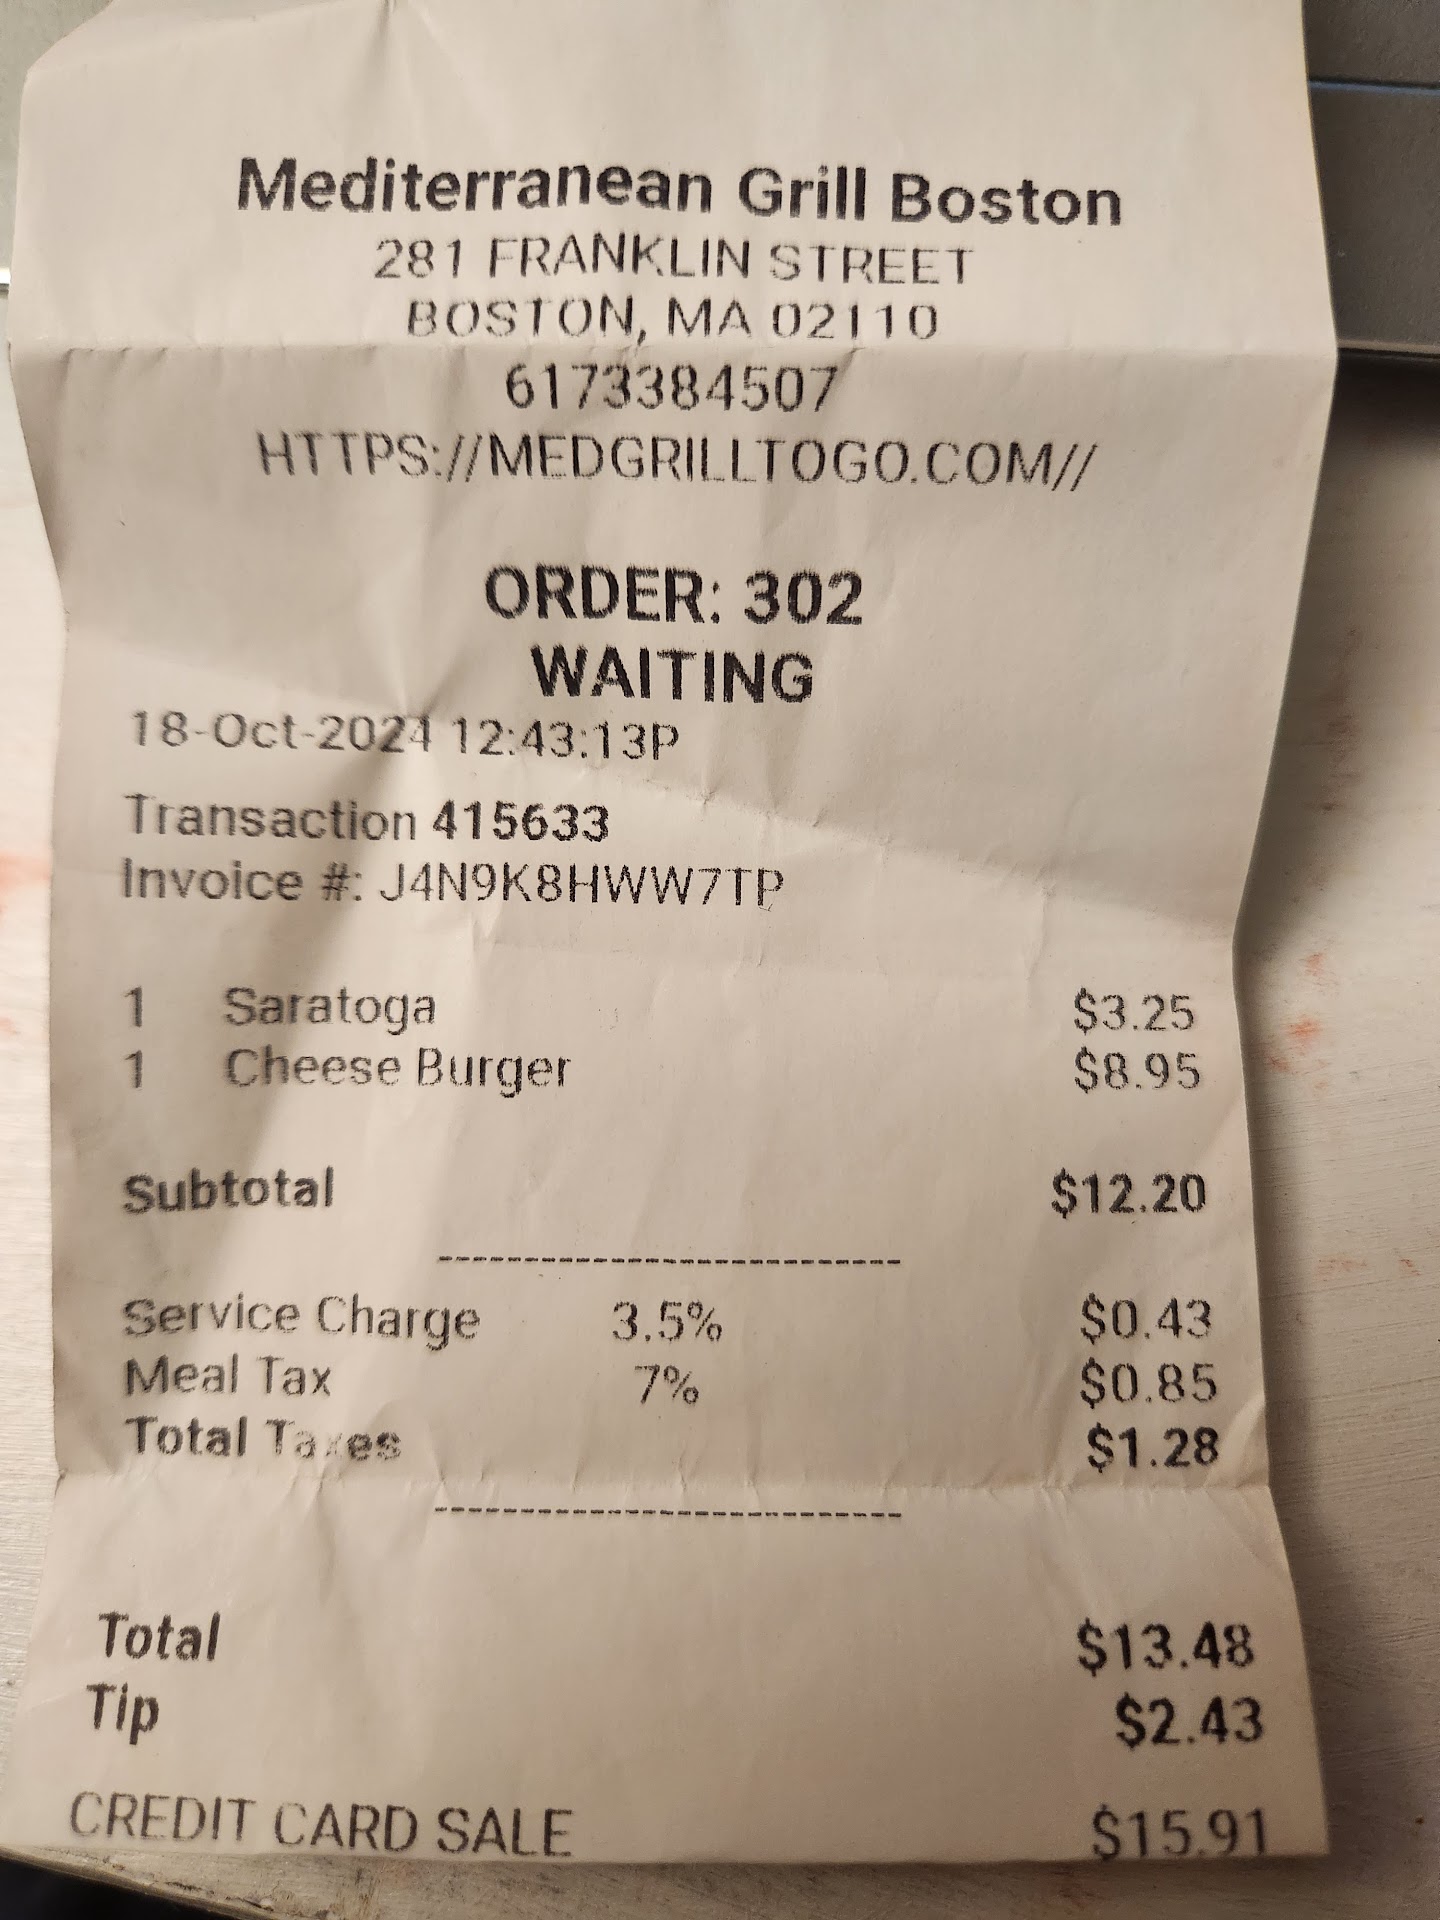 Mediterranean Grill Boston
281 FRANKLIN STREET
BOSTON, MA 02110
6173384507
HTTPS://MEDGRILLTOGO.COM//
ORDER: 302
WAITING
18-Oct-2024 12:43:13P
Transaction 415633
Invoice #: J4N9K8HWW7TP
1 Saratoga $3.25
1 Cheese Burger $8.95
Subtotal $12.20
---------------------------
Service Charge 3.5% $0.43
Meal Tax 7% $0.85
Total Taxes $1.28
---------------------------
Total $13.48
Tip $2.43
CREDIT CARD SALE $15.91